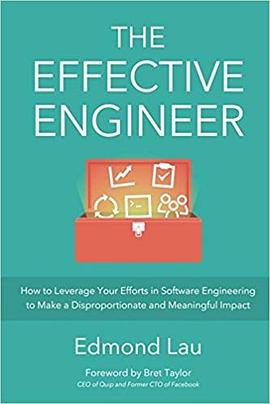 THE
EFFECTIVE
ENGINEER
How to Leverage Your Efforts in Software Engineering
to Make a Disproportionate and Meaningful Impact
Edmond Lau
Foreword by Bret Taylor
CEO of Quip and Former CTO of Facebook